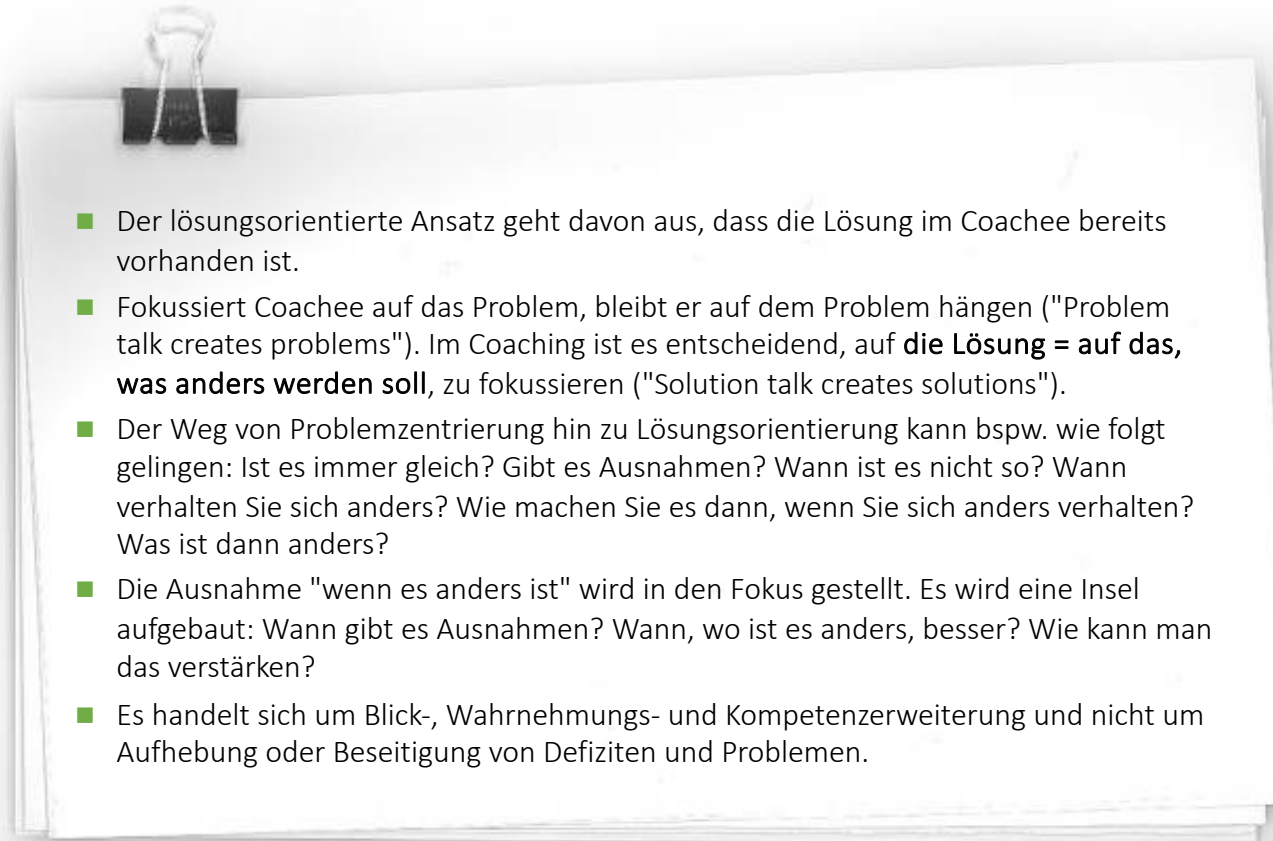 Der lösungsorientierte Ansatz geht davon aus, dass die Lösung im Coachee bereits
vorhanden ist.
Fokussiert Coachee auf das Problem, bleibt er auf dem Problem hängen ("Problem
talk creates problems"). Im Coaching ist es entscheidend, auf die Lösung = auf das,
was anders werden soll, zu fokussieren ("Solution talk creates solutions").
Der Weg von Problemzentrierung hin zu Lösungsorientierung kann bspw. wie folgt
gelingen: Ist es immer gleich? Gibt es Ausnahmen? Wann ist es nicht so? Wann
verhalten Sie sich anders? Wie machen Sie es dann, wenn Sie sich anders verhalten?
Was ist dann anders?
Die Ausnahme "wenn es anders ist" wird in den Fokus gestellt. Es wird eine Insel
aufgebaut: Wann gibt es Ausnahmen? Wann, wo ist es anders, besser? Wie kann man
das verstärken?
Es handelt sich um Blick-, Wahrnehmungs- und Kompetenzerweiterung und nicht um
Aufhebung oder Beseitigung von Defiziten und Problemen.